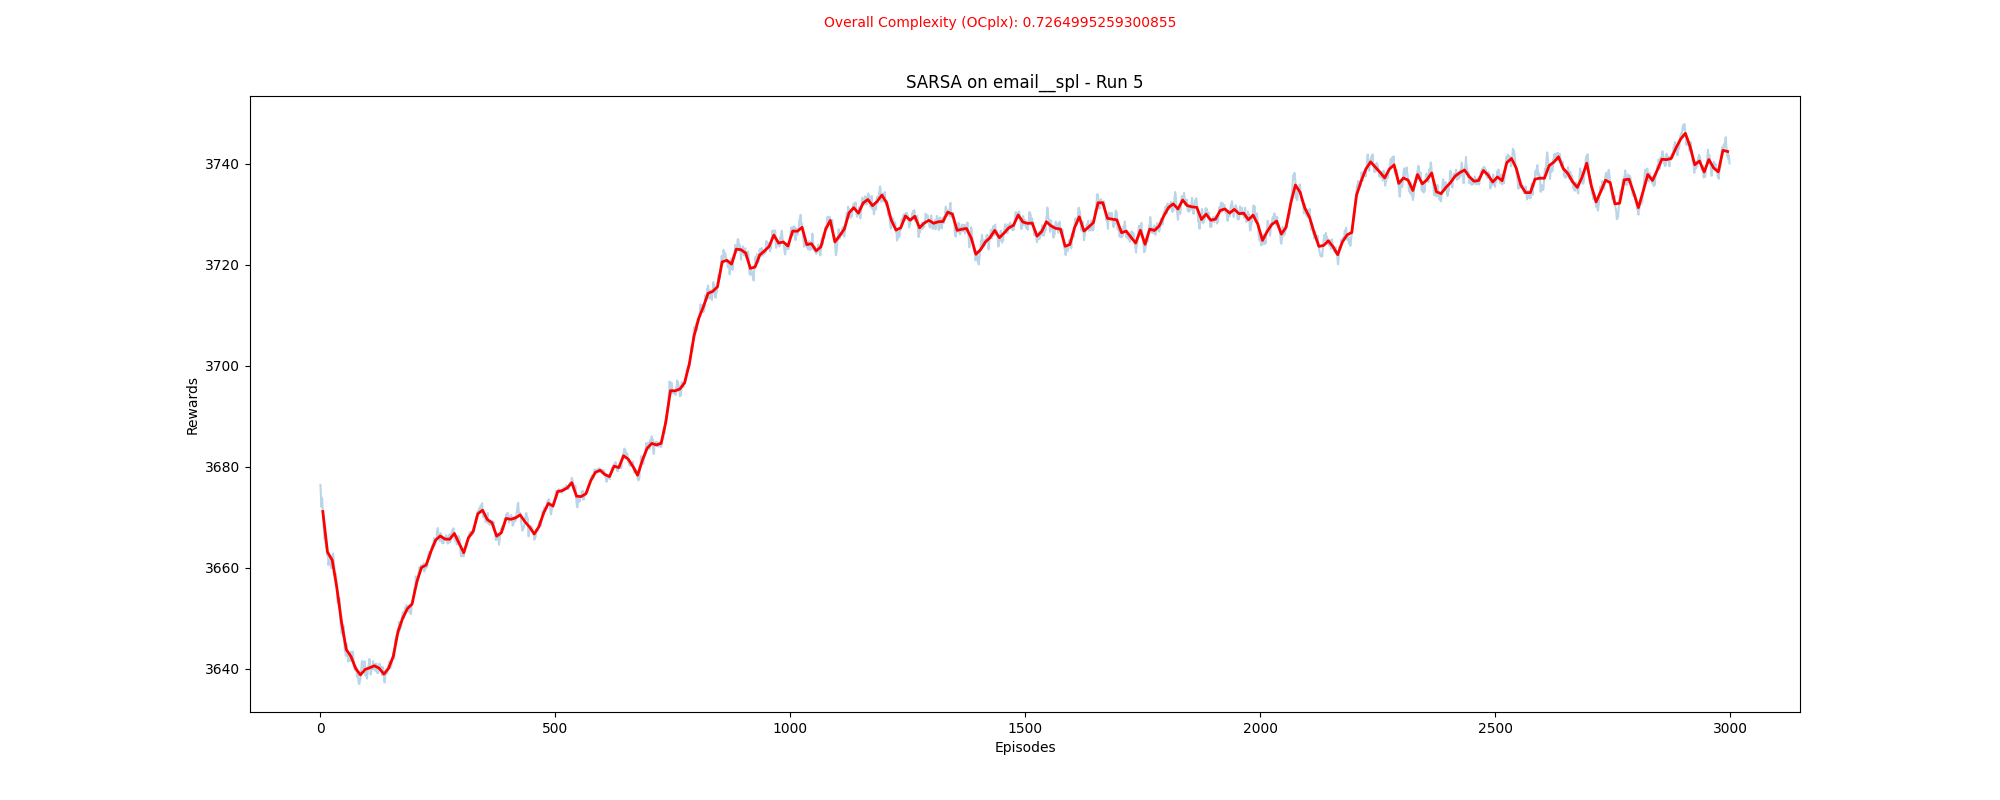 Overall Complexity (OCplx): 0.7264995259300855
SARSA on email__spl - Run 5
3740
3720
3700
3680
3660
3640
Rewards
0 500 1000 1500 2000 2500 3000
Episodes